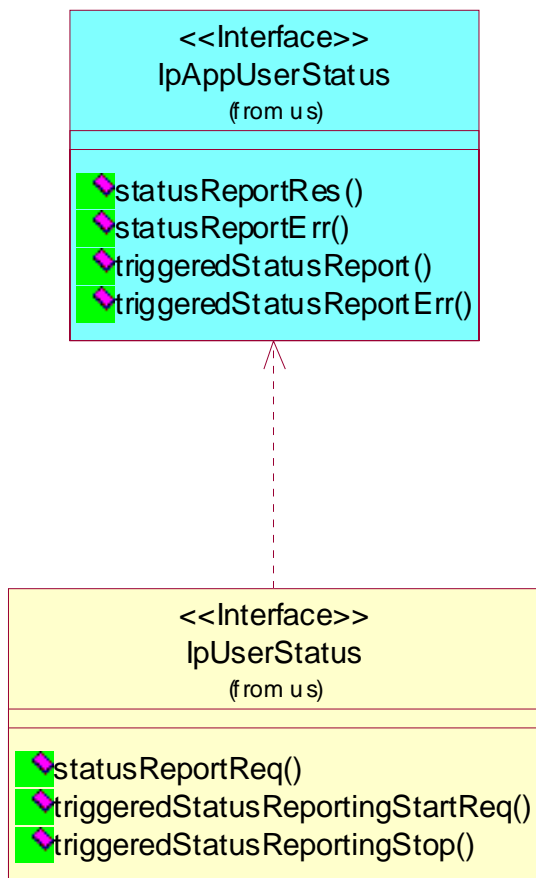 <<Interface>>
IpAppUserStatus
(from us)
statusReportRes()
statusReportErr()
triggeredStatusReport()
triggeredStatusReportErr()
<<Interface>>
IpUserStatus
(from us)
statusReportReq()
triggeredStatusReportingStartReq()
triggeredStatusReportingStop()